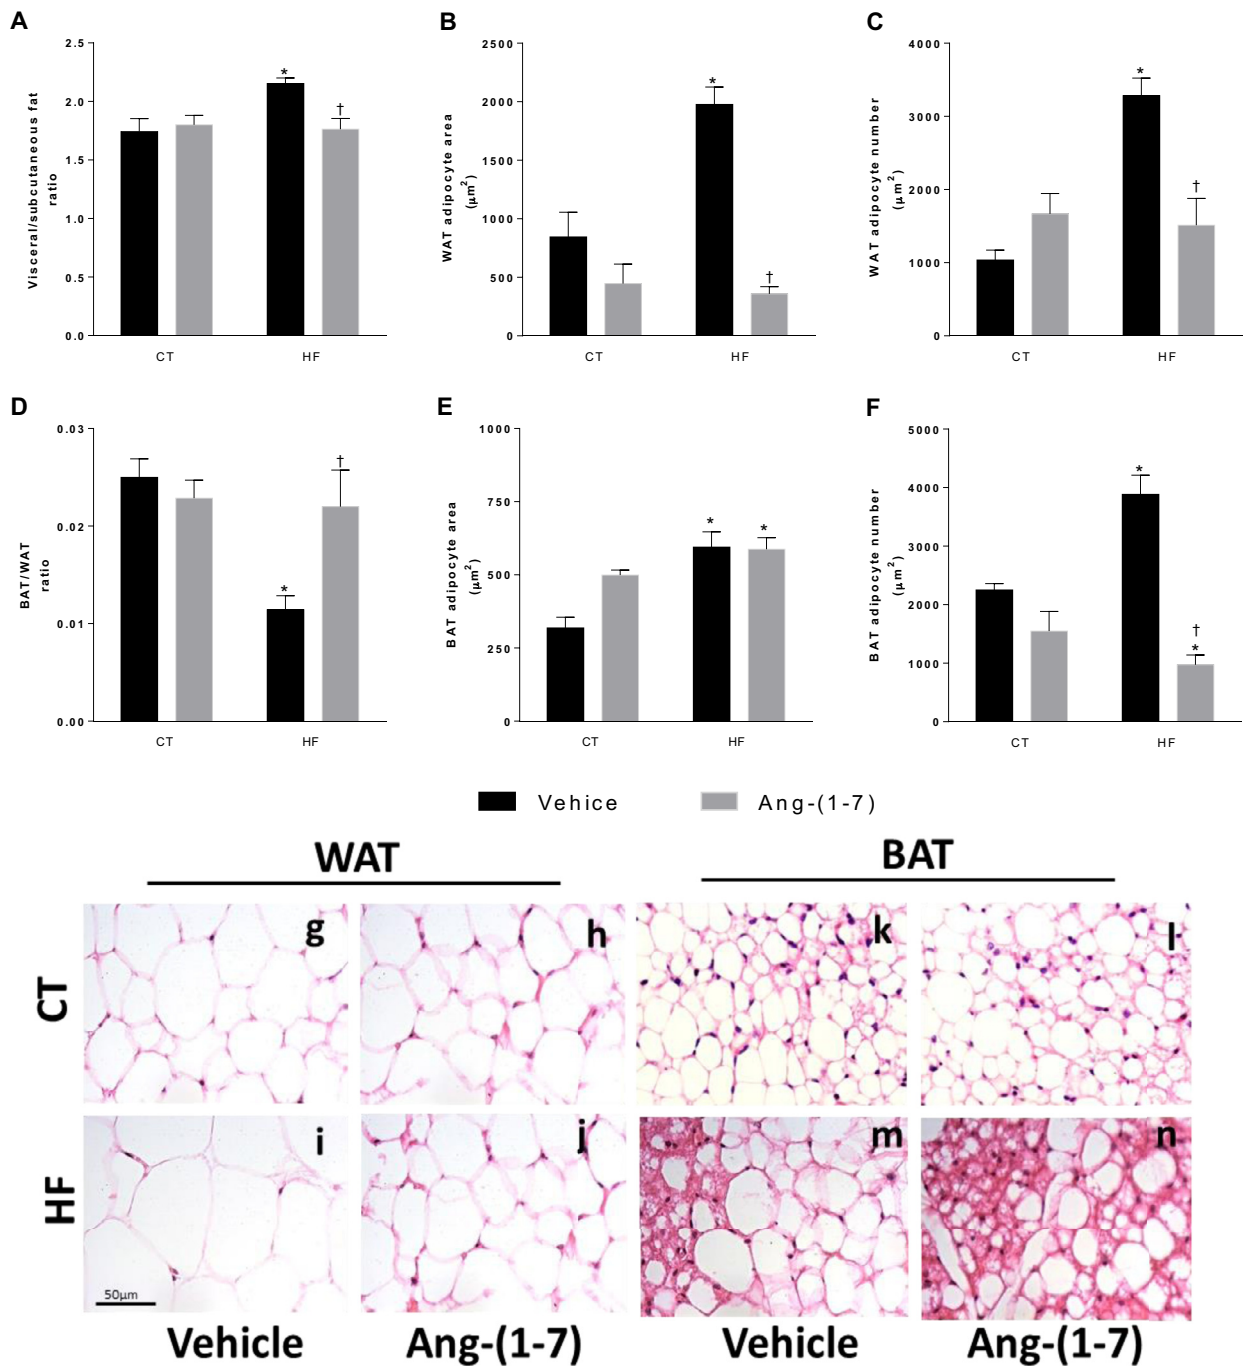 A
Visceral/subcutaneous fat
ratio
2.5
2.0
1.5
1.0
0.5
0.0
*
†
CT
HF
B
WAT adipocyte area
(μm²)
2500
2000
1500
1000
500
0
*
†
CT
HF
C
WAT adipocyte number
(μm²)
4000
3000
2000
1000
0
*
†
CT
HF
D
BAT/WAT
ratio
0.03
0.02
0.01
0.00
*
†
CT
HF
E
BAT adipocyte area
(μm²)
1000
750
500
250
0
*
*
CT
HF
F
BAT adipocyte number
(μm²)
5000
4000
3000
2000
1000
0
*
†
*
CT
HF
Vehice
Ang-(1-7)
WAT
BAT
CT
g
h
k
l
HF
i
j
m
n
50μm
Vehicle
Ang-(1-7)
Vehicle
Ang-(1-7)